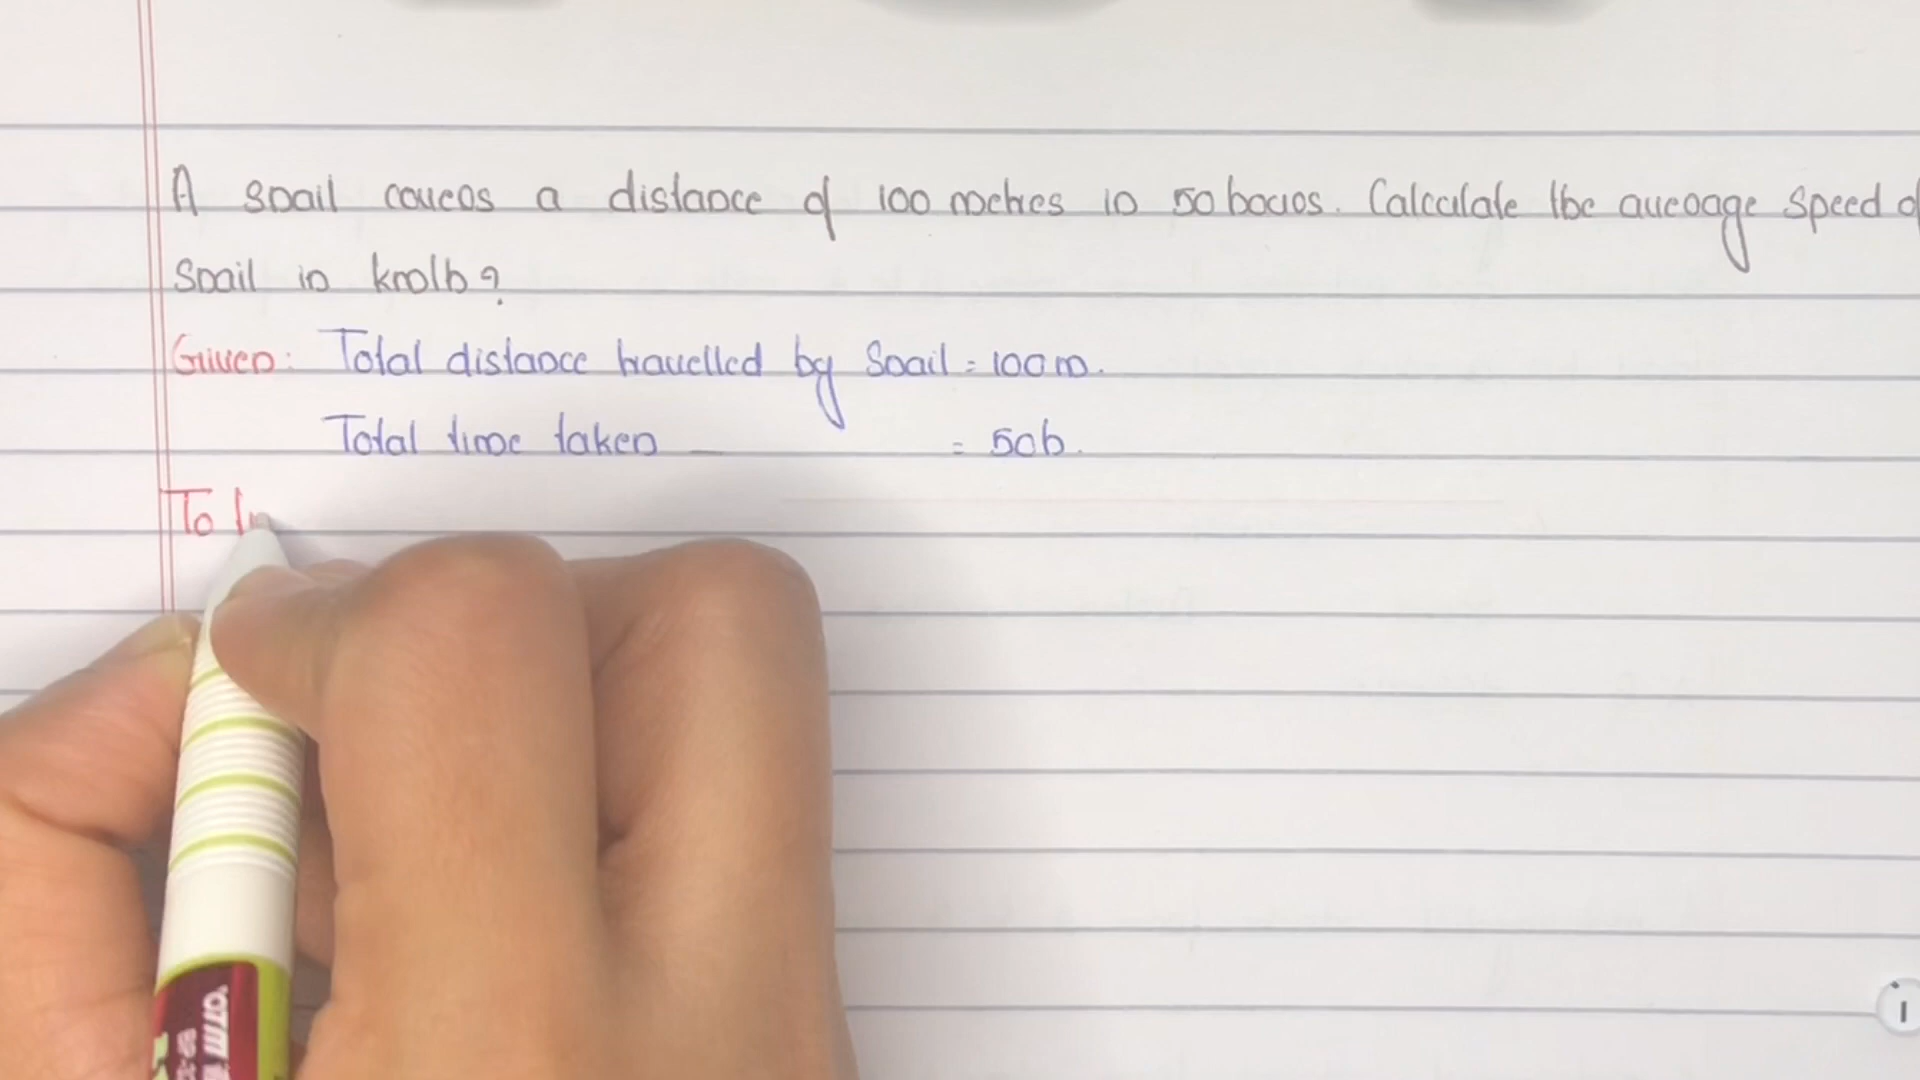 A snail covers a distance of 100 metres in 50 hours. Calculate the average speed of
snail in km/h?
Given: Total distance travelled by Snail = 100m.
Total time taken — = 50h.
To